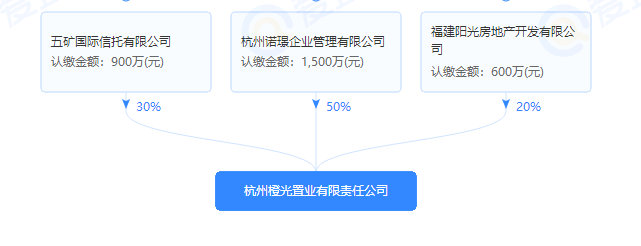 五矿国际信托有限公司
认缴金额：900万(元)
30%
杭州诺璟企业管理有限公司
认缴金额：1,500万(元)
50%
福建阳光房地产开发有限公
司
认缴金额：600万(元)
20%
杭州橙光置业有限责任公司